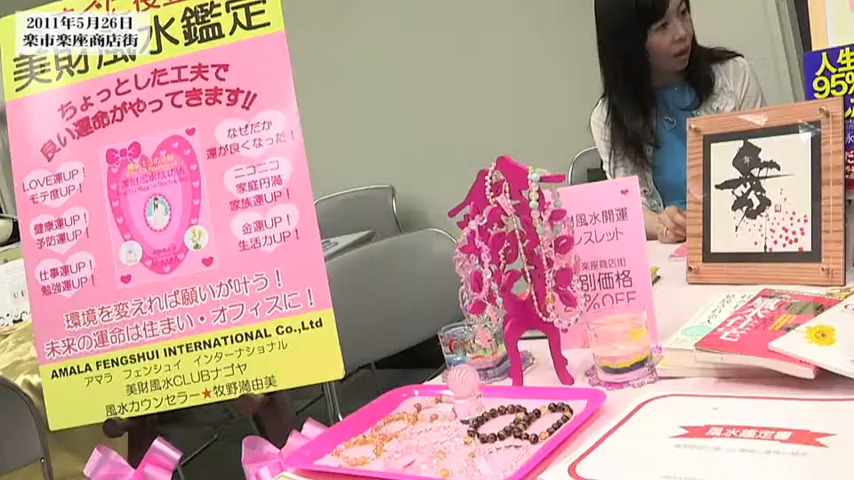 2011年5月26日
楽市楽座商店街
美財風水鑑定
ちょっとした工夫で
良い運命がやってきます!!
LOVE運UP!
モテ度UP!
健康運UP!
予防運UP!
仕事運UP!
勉強運UP!
なぜだか
運が良くなった!
ニコニコ
家庭円満
家族運UP!
金運UP!
生活力UP!
環境を変えれば願いが叶う!
未来の運命は住まい・オフィスに!
AMALA FENGSHUI INTERNATIONAL Co.,Ltd
アマラ フェンシュイ インターナショナル
美財風水CLUBナゴヤ
風水カウンセラー★牧野満由美
財風水開運
レスレット
楽座商店街
別価格
%OFF
人生
95%
風水鑑定書